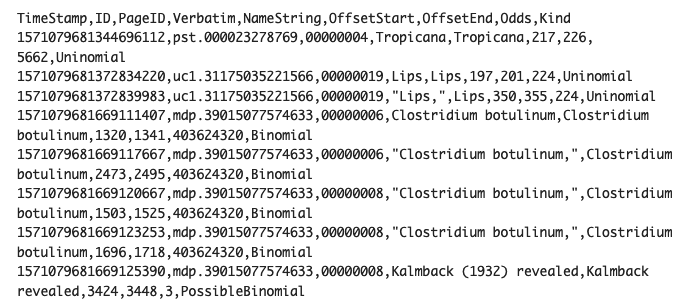 TimeStamp,ID,PageID,Verbatim,NameString,OffsetStart,OffsetEnd,Odds,Kind
1571079681344696112,pst.000023278769,00000004,Tropicana,Tropicana,217,226,
5662,Uninomial
1571079681372834220,uc1.31175035221566,00000019,Lips,Lips,197,201,224,Uninomial
1571079681372839983,uc1.31175035221566,00000019,"Lips,",Lips,350,355,224,Uninomial
1571079681669111407,mdp.39015077574633,00000006,Clostridium botulinum,Clostridium
botulinum,1320,1341,403624320,Binomial
1571079681669117667,mdp.39015077574633,00000006,"Clostridium botulinum,",Clostridium
botulinum,2473,2495,403624320,Binomial
1571079681669120667,mdp.39015077574633,00000008,"Clostridium botulinum,",Clostridium
botulinum,1503,1525,403624320,Binomial
1571079681669123253,mdp.39015077574633,00000008,"Clostridium botulinum,",Clostridium
botulinum,1696,1718,403624320,Binomial
1571079681669125390,mdp.39015077574633,00000008,Kalmback (1932) revealed,Kalmback
revealed,3424,3448,3,PossibleBinomial